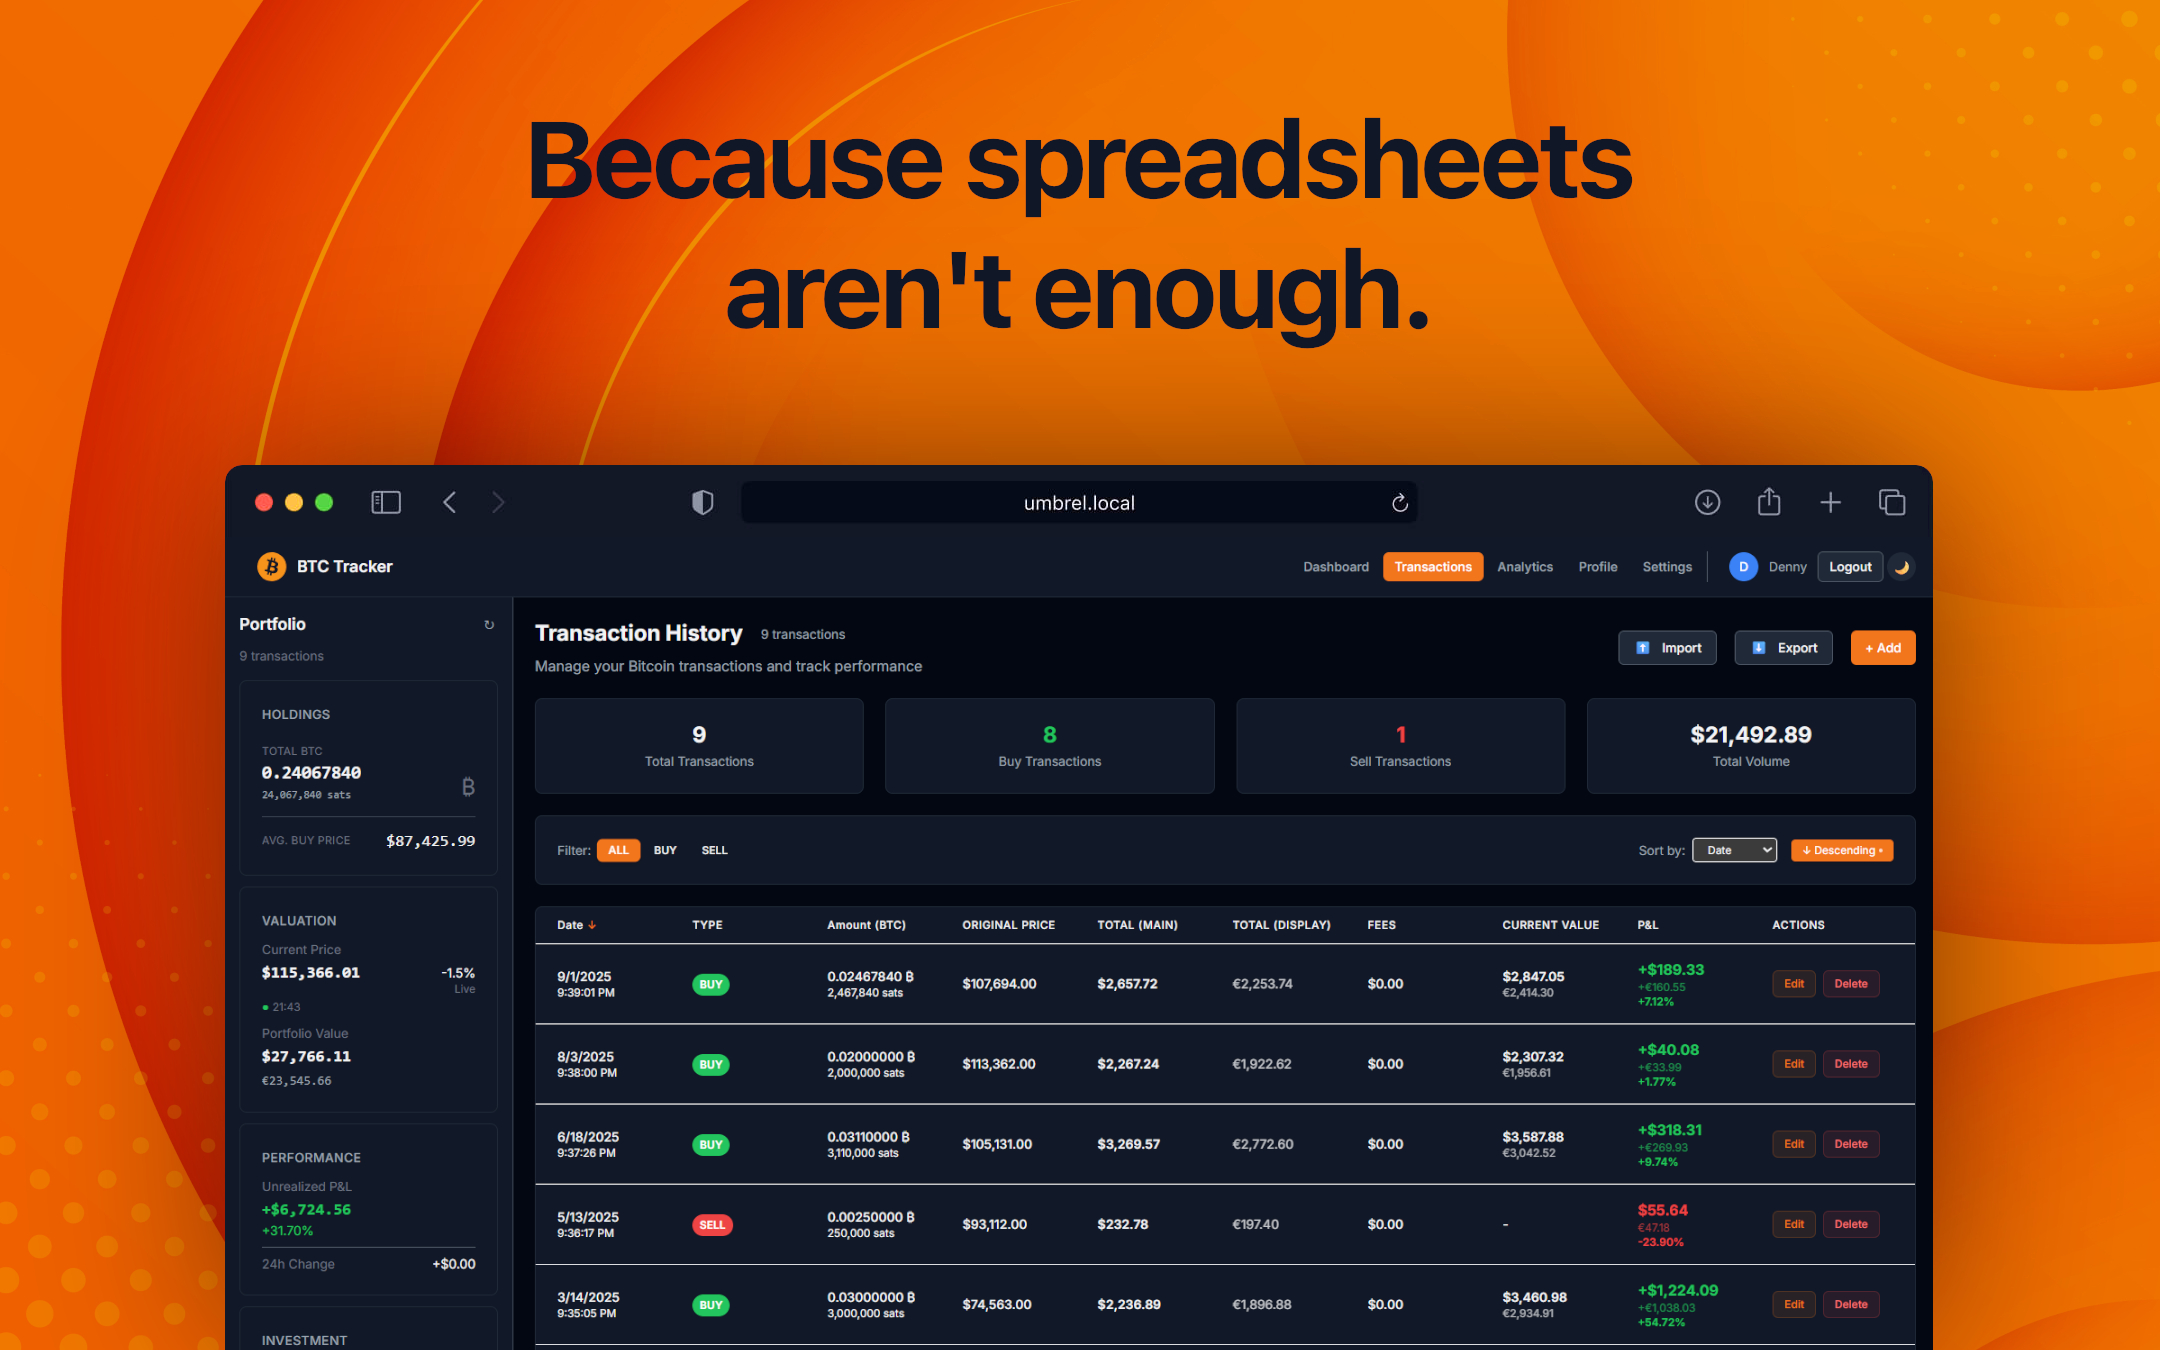 Because spreadsheets
aren't enough.
umbrel.local
BTC Tracker
Dashboard
Transactions
Analytics
Profile
Settings
D
Denny
Logout
Portfolio
9 transactions
HOLDINGS
TOTAL BTC
0.24067840
24,067,840 sats
AVG. BUY PRICE $87,425.99
VALUATION
Current Price
$115,366.01 -1.5%
Live
21:43
Portfolio Value
$27,766.11
€23,545.66
PERFORMANCE
Unrealized P&L
+$6,724.56
+31.70%
24h Change +$0.00
INVESTMENT
Transaction History 9 transactions
Manage your Bitcoin transactions and track performance
Import
Export
+ Add
9
Total Transactions
8
Buy Transactions
1
Sell Transactions
$21,492.89
Total Volume
Filter: ALL BUY SELL
Sort by: Date ↓ Descending •
Date ↓ TYPE Amount (BTC) ORIGINAL PRICE TOTAL (MAIN) TOTAL (DISPLAY) FEES CURRENT VALUE P&L ACTIONS
9/1/2025
9:39:01 PM
BUY
0.02467840 ₿
2,467,840 sats
$107,694.00
$2,657.72
€2,253.74
$0.00
$2,847.05
€2,414.30
+$189.33
+€160.55
+7.12%
Edit
Delete
8/3/2025
9:38:00 PM
BUY
0.02000000 ₿
2,000,000 sats
$113,362.00
$2,267.24
€1,922.62
$0.00
$2,307.32
€1,956.61
+$40.08
+€33.99
+1.77%
Edit
Delete
6/18/2025
9:37:26 PM
BUY
0.03110000 ₿
3,110,000 sats
$105,131.00
$3,269.57
€2,772.60
$0.00
$3,587.88
€3,042.52
+$318.31
+€269.93
+9.74%
Edit
Delete
5/13/2025
9:36:17 PM
SELL
0.00250000 ₿
250,000 sats
$93,112.00
$232.78
€197.40
$0.00
-
$55.64
€47.18
-23.90%
Edit
Delete
3/14/2025
9:35:05 PM
BUY
0.03000000 ₿
3,000,000 sats
$74,563.00
$2,236.89
€1,896.88
$0.00
$3,460.98
€2,934.91
+$1,224.09
+€1,038.03
+54.72%
Edit
Delete